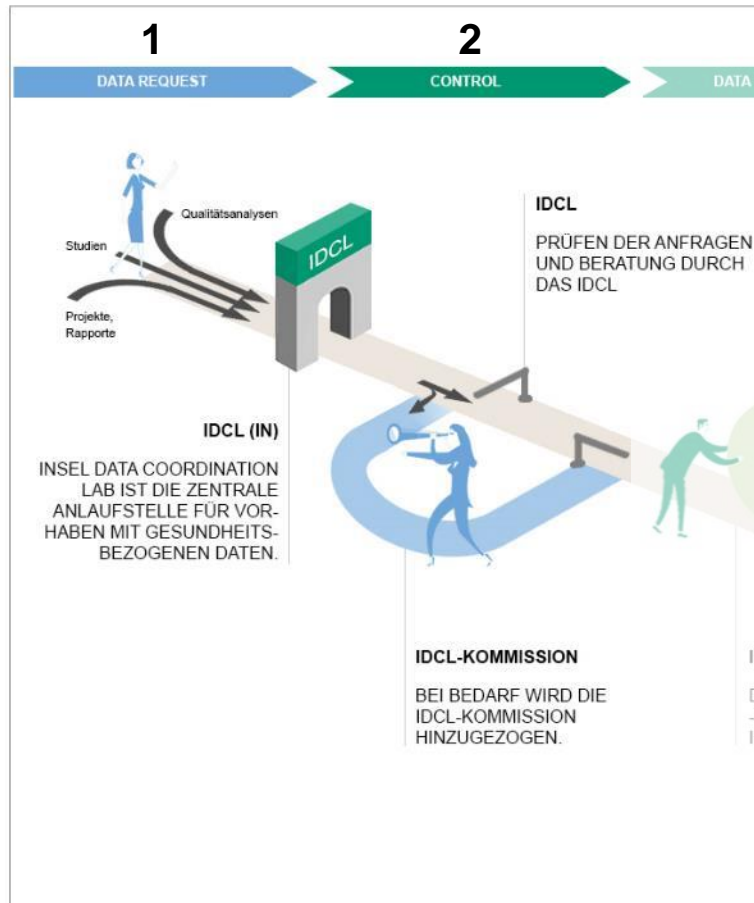 1
2
DATA REQUEST
CONTROL
DATA
Qualitätsanalysen
Studien
Projekte,
Rapporte
IDCL
IDCL
PRÜFEN DER ANFRAGEN
UND BERATUNG DURCH
DAS IDCL
IDCL (IN)
INSEL DATA COORDINATION
LAB IST DIE ZENTRALE
ANLAUFSTELLE FÜR VOR-
HABEN MIT GESUNDHEITS-
BEZOGENEN DATEN.
IDCL-KOMMISSION
BEI BEDARF WIRD DIE
IDCL-KOMMISSION
HINZUGEZOGEN.